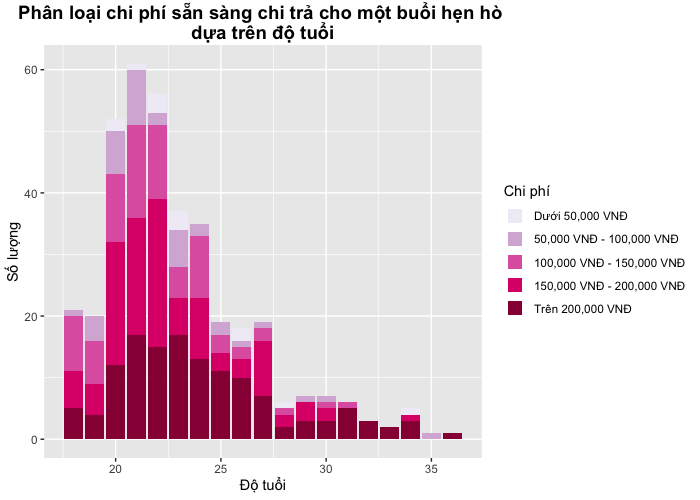 Phân loại chi phí sẵn sàng chi trả cho một buổi hẹn hò
dựa trên độ tuổi
60
40
20
0
Số lượng
20
25
30
35
Độ tuổi
Chi phí
Dưới 50,000 VNĐ
50,000 VNĐ - 100,000 VNĐ
100,000 VNĐ - 150,000 VNĐ
150,000 VNĐ - 200,000 VNĐ
Trên 200,000 VNĐ